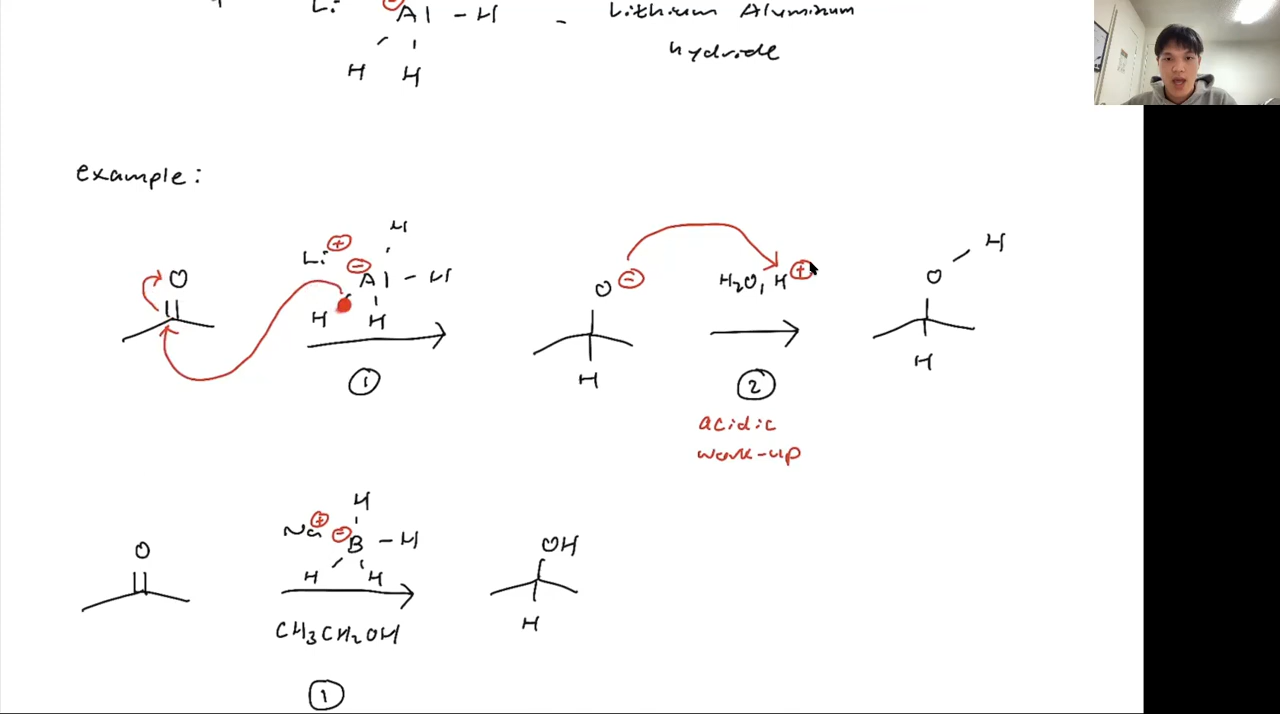 Li ⊖ Al - H - Lithium Aluminum
hydride
H H
example:
H
Li ⊕
⊖ Al - H
H H
O
①
O ⊖
H
H₂O, H ⊕
②
acidic
work-up
H
O
H
O
H
Na ⊕ ⊖ B - H
H H
CH₃CH₂OH
①
OH
H